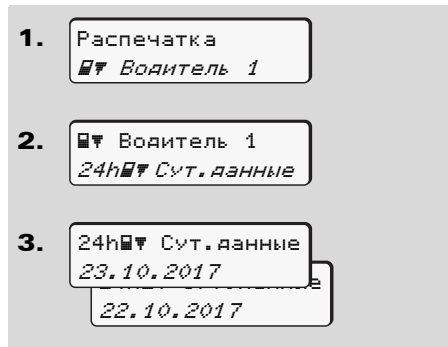 1.
Распечатка
Водитель 1
2.
Водитель 1
24h Сут.данные
3.
24h Сут.данные
23.10.2017
22.10.2017